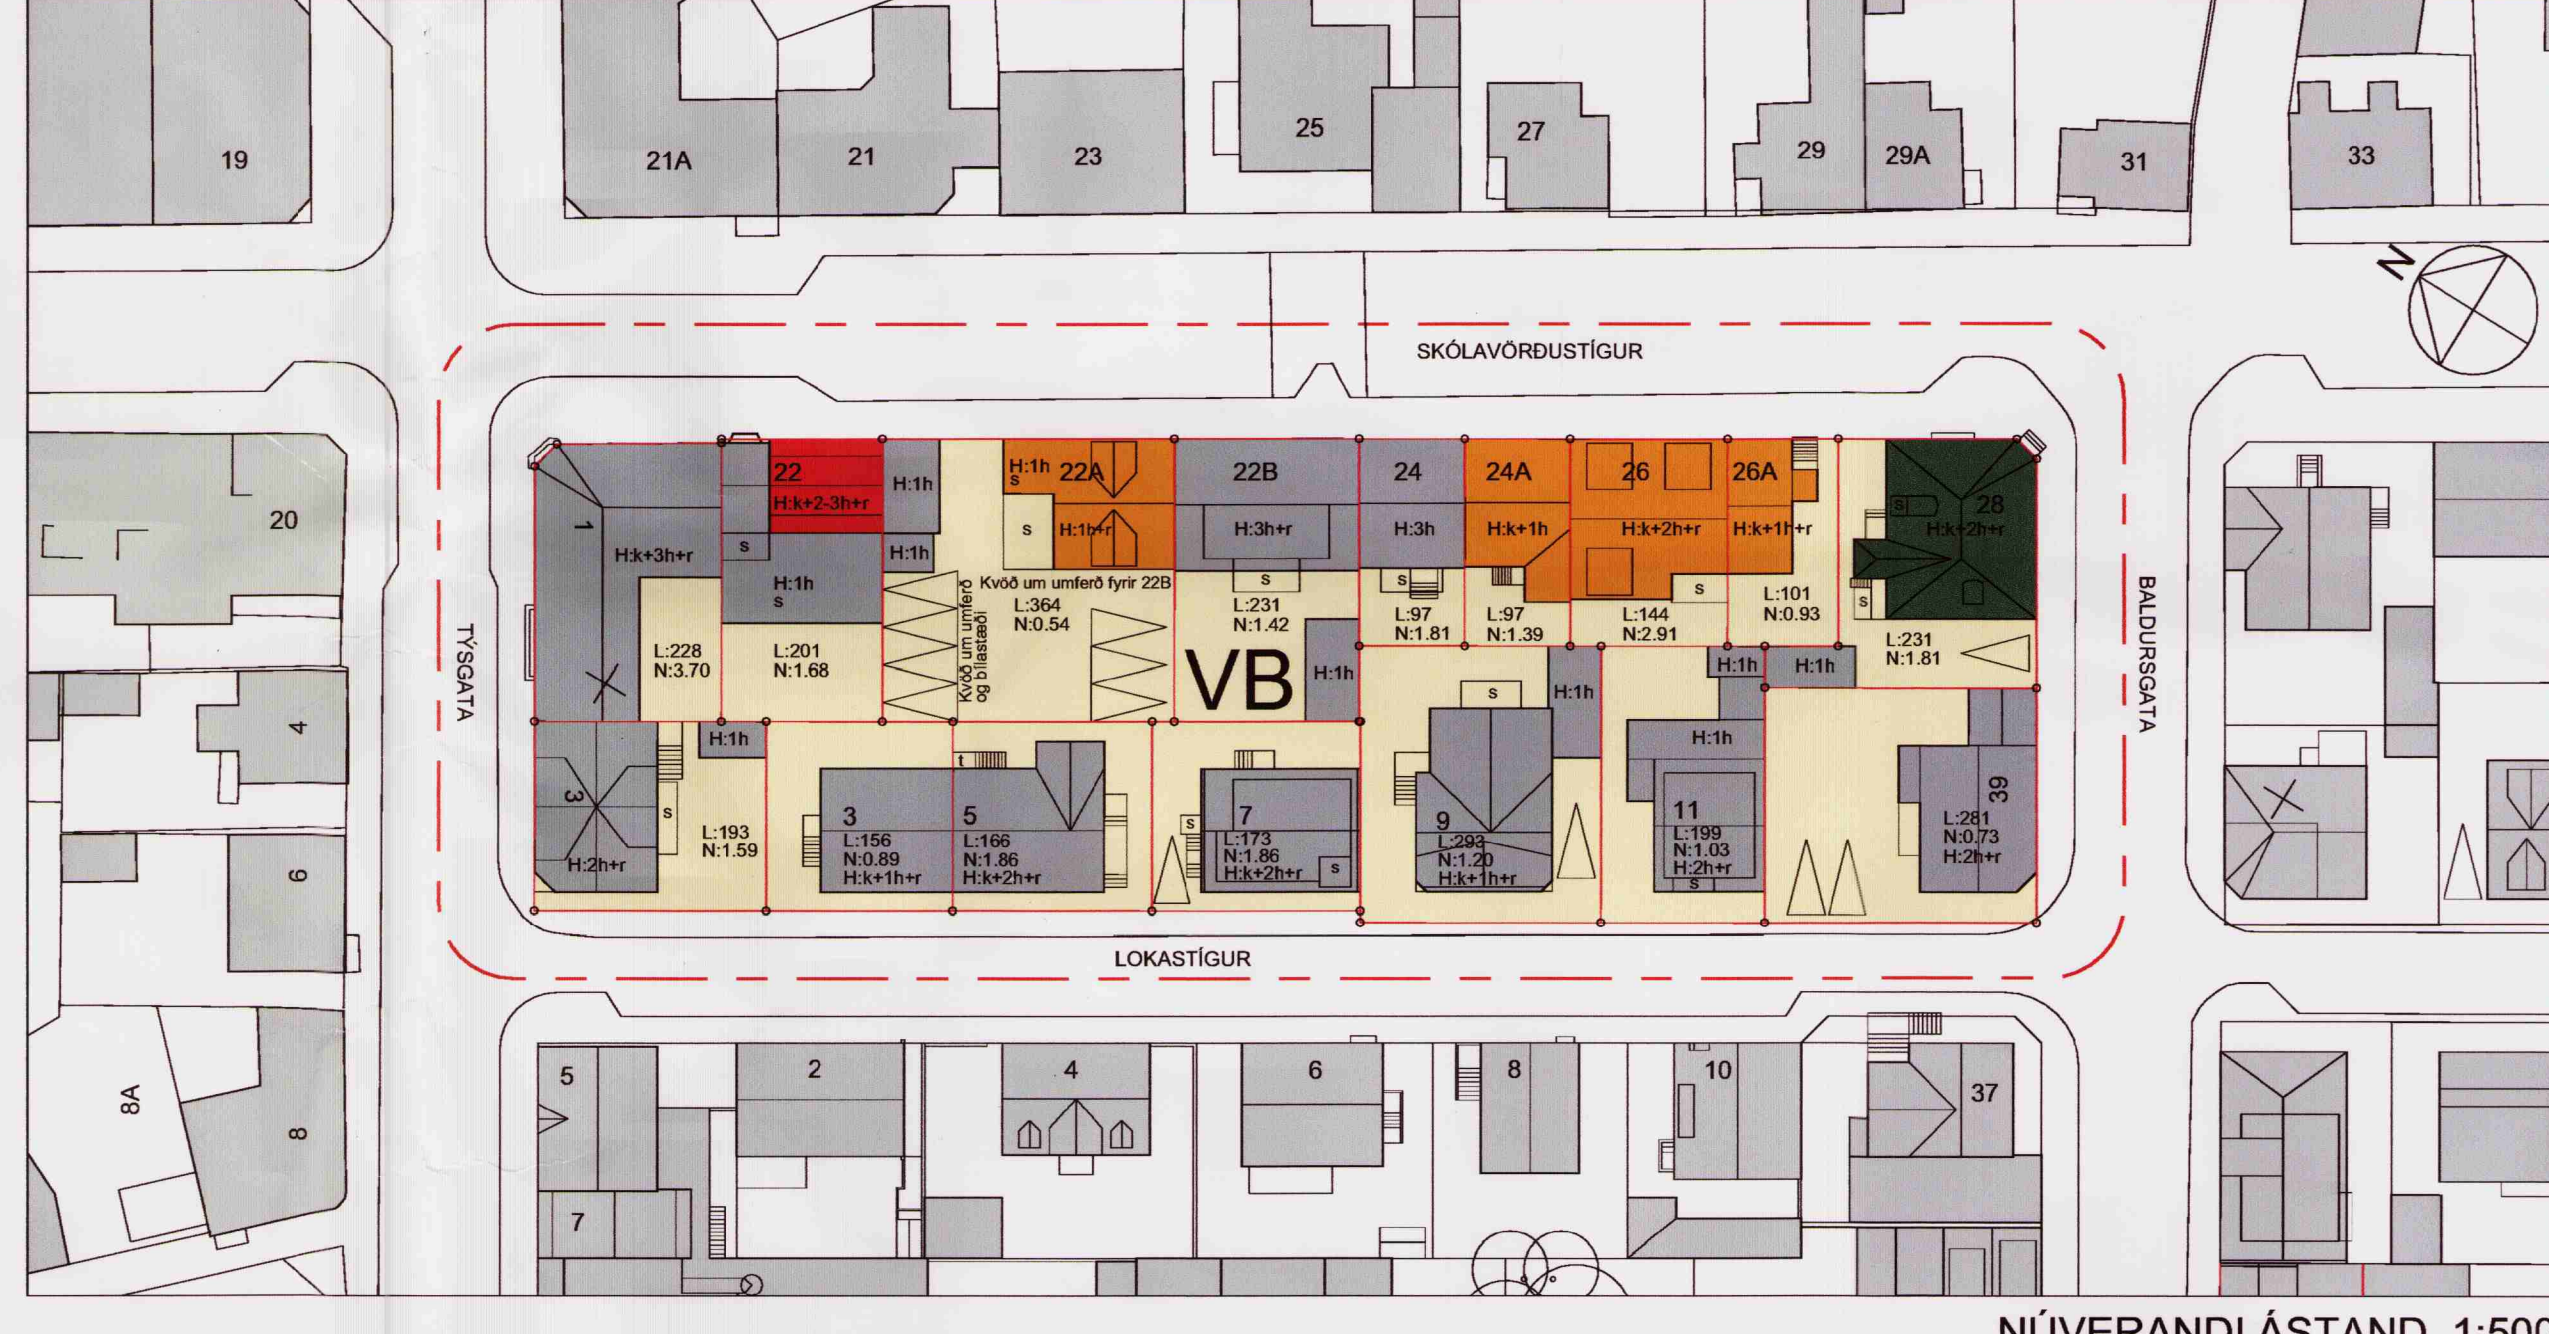 19
21A
21
23
25
27
29
29A
31
33
N
SKÓLAVÖRÐUSTÍGUR
20
4
6
8A
8
TÝSGATA
BALDURSGATA
1
H:k+3h+r
L:228
N:3.70
22
H:k+2-3h+r
s
H:1h
s
L:201
N:1.68
H:1h
H:1h
H:1h
s
22A
s
H:1h+r
Kvöð um umferð fyrir 22B
Kvöð um umferð
og bílastæði
L:364
N:0.54
22B
H:3h+r
s
L:231
N:1.42
H:1h
VB
24
H:3h
s
L:97
N:1.81
24A
H:k+1h
L:97
N:1.39
26
H:k+2h+r
s
L:144
N:2.91
26A
H:k+1h+r
L:101
N:0.93
s
28
H:k+2h+r
s
L:231
N:1.81
3
H:2h+r
H:1h
s
L:193
N:1.59
3
L:156
N:0.89
H:k+1h+r
t
5
L:166
N:1.86
H:k+2h+r
s
7
L:173
N:1.86
H:k+2h+r
s
s
H:1h
9
L:293
N:1.20
H:k+1h+r
H:1h
H:1h
H:1h
11
L:199
N:1.03
H:2h+r
s
39
L:281
N:0.73
H:2h+r
LOKASTÍGUR
5
7
2
4
6
8
10
37
NÚVERANDI ÁSTAND 1:500